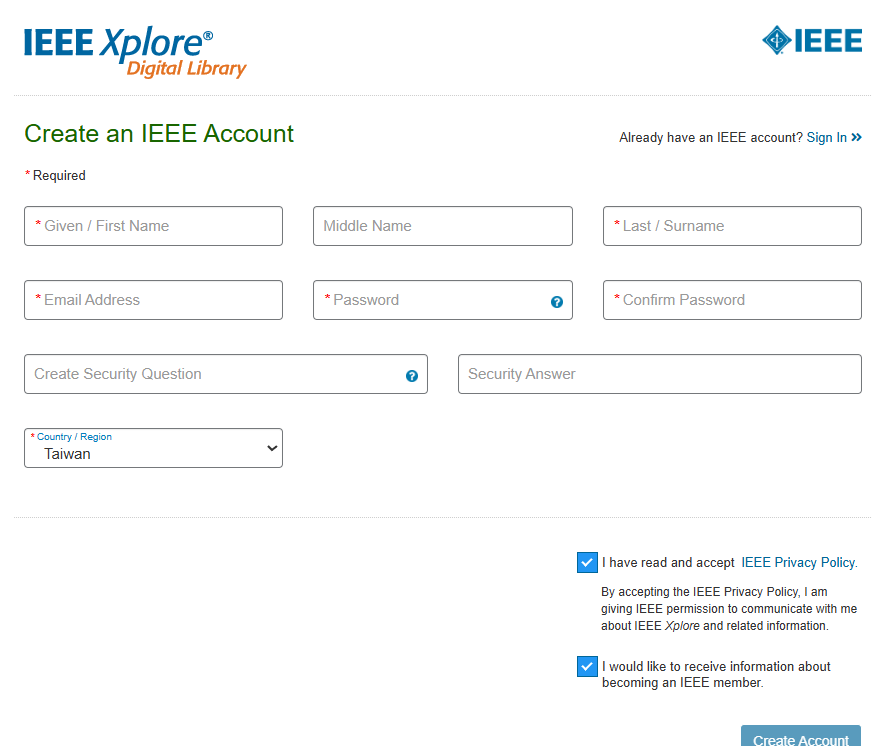 IEEE Xplore®
Digital Library
IEEE
Create an IEEE Account
Already have an IEEE account? Sign In »
* Required
* Given / First Name
Middle Name
* Last / Surname
* Email Address
* Password
?
* Confirm Password
Create Security Question
?
Security Answer
* Country / Region
Taiwan
I have read and accept IEEE Privacy Policy.
By accepting the IEEE Privacy Policy, I am
giving IEEE permission to communicate with me
about IEEE Xplore and related information.
I would like to receive information about
becoming an IEEE member.
Create Account